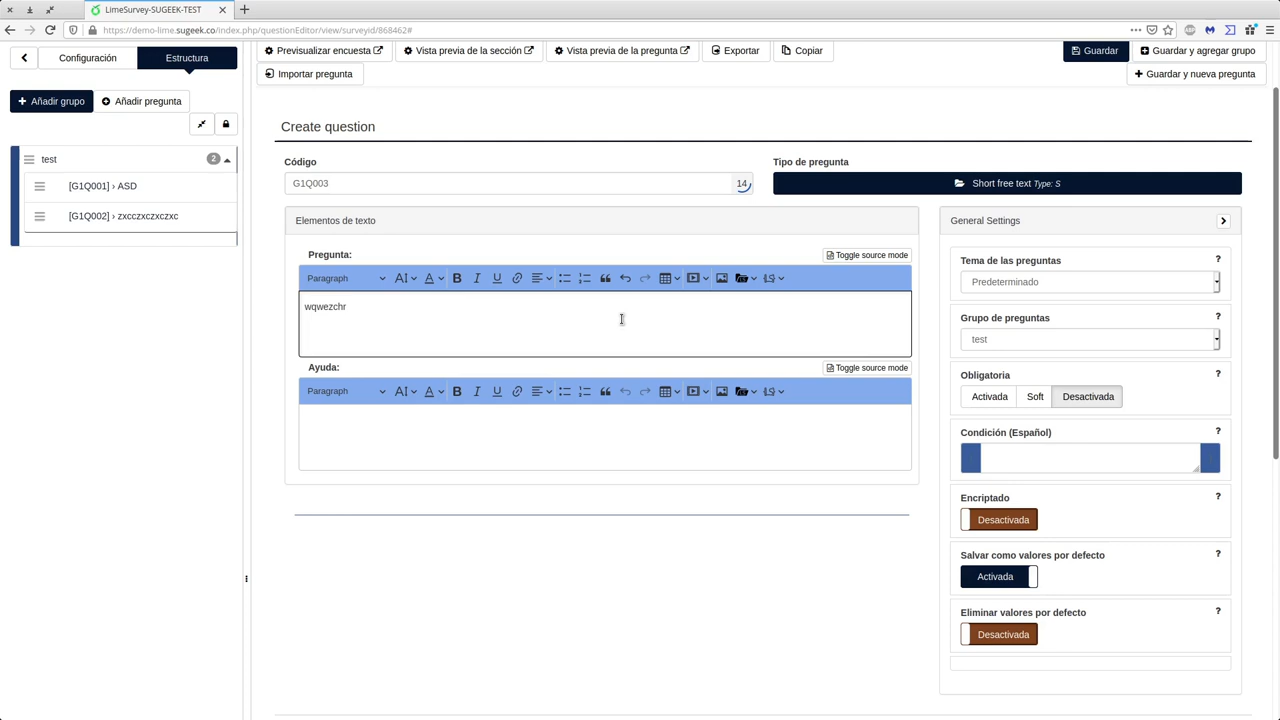 LimeSurvey-SUGEEK-TEST
https://demo-lime.sugeek.co/index.php/questionEditor/view/surveyid/868462#
Configuración
Estructura
Previsualizar encuesta
Vista previa de la sección
Vista previa de la pregunta
Exportar
Copiar
Guardar
Guardar y agregar grupo
Importar pregunta
Guardar y nueva pregunta
Añadir grupo
Añadir pregunta
test
2
[G1Q001] › ASD
[G1Q002] › zxcczxczxczxc
Create question
Código
G1Q003
14
Tipo de pregunta
Short free text Type: S
Elementos de texto
Pregunta:
Toggle source mode
Paragraph
wqwezchr
Ayuda:
Toggle source mode
Paragraph
General Settings
Tema de las preguntas
?
Predeterminado
Grupo de preguntas
?
test
Obligatoria
?
Activada
Soft
Desactivada
Condición (Español)
?
Encriptado
?
Desactivada
Salvar como valores por defecto
?
Activada
Eliminar valores por defecto
?
Desactivada